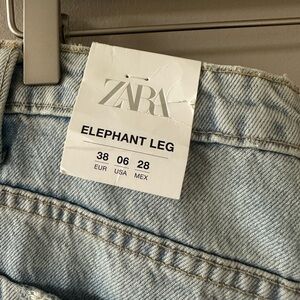 ZARA
ELEPHANT LEG
38 06 28
EUR USA MEX